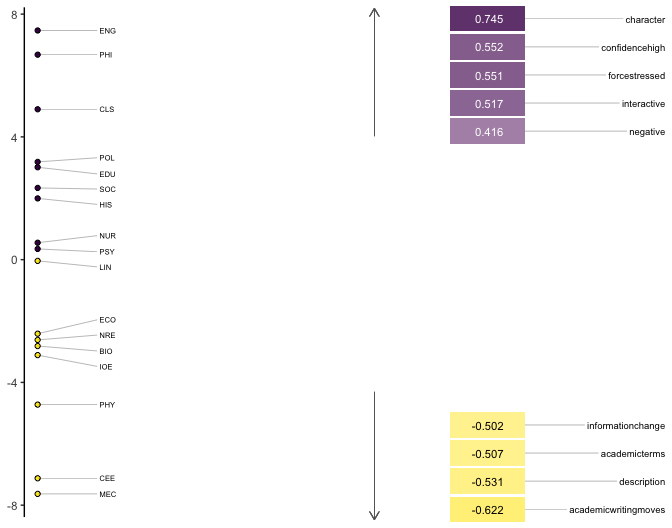 8
4
0
-4
-8
ENG
PHI
CLS
POL
EDU
SOC
HIS
NUR
PSY
LIN
ECO
NRE
BIO
IOE
PHY
CEE
MEC
0.745 character
0.552 confidencehigh
0.551 forcestressed
0.517 interactive
0.416 negative
-0.502 informationchange
-0.507 academicterms
-0.531 description
-0.622 academicwritingmoves